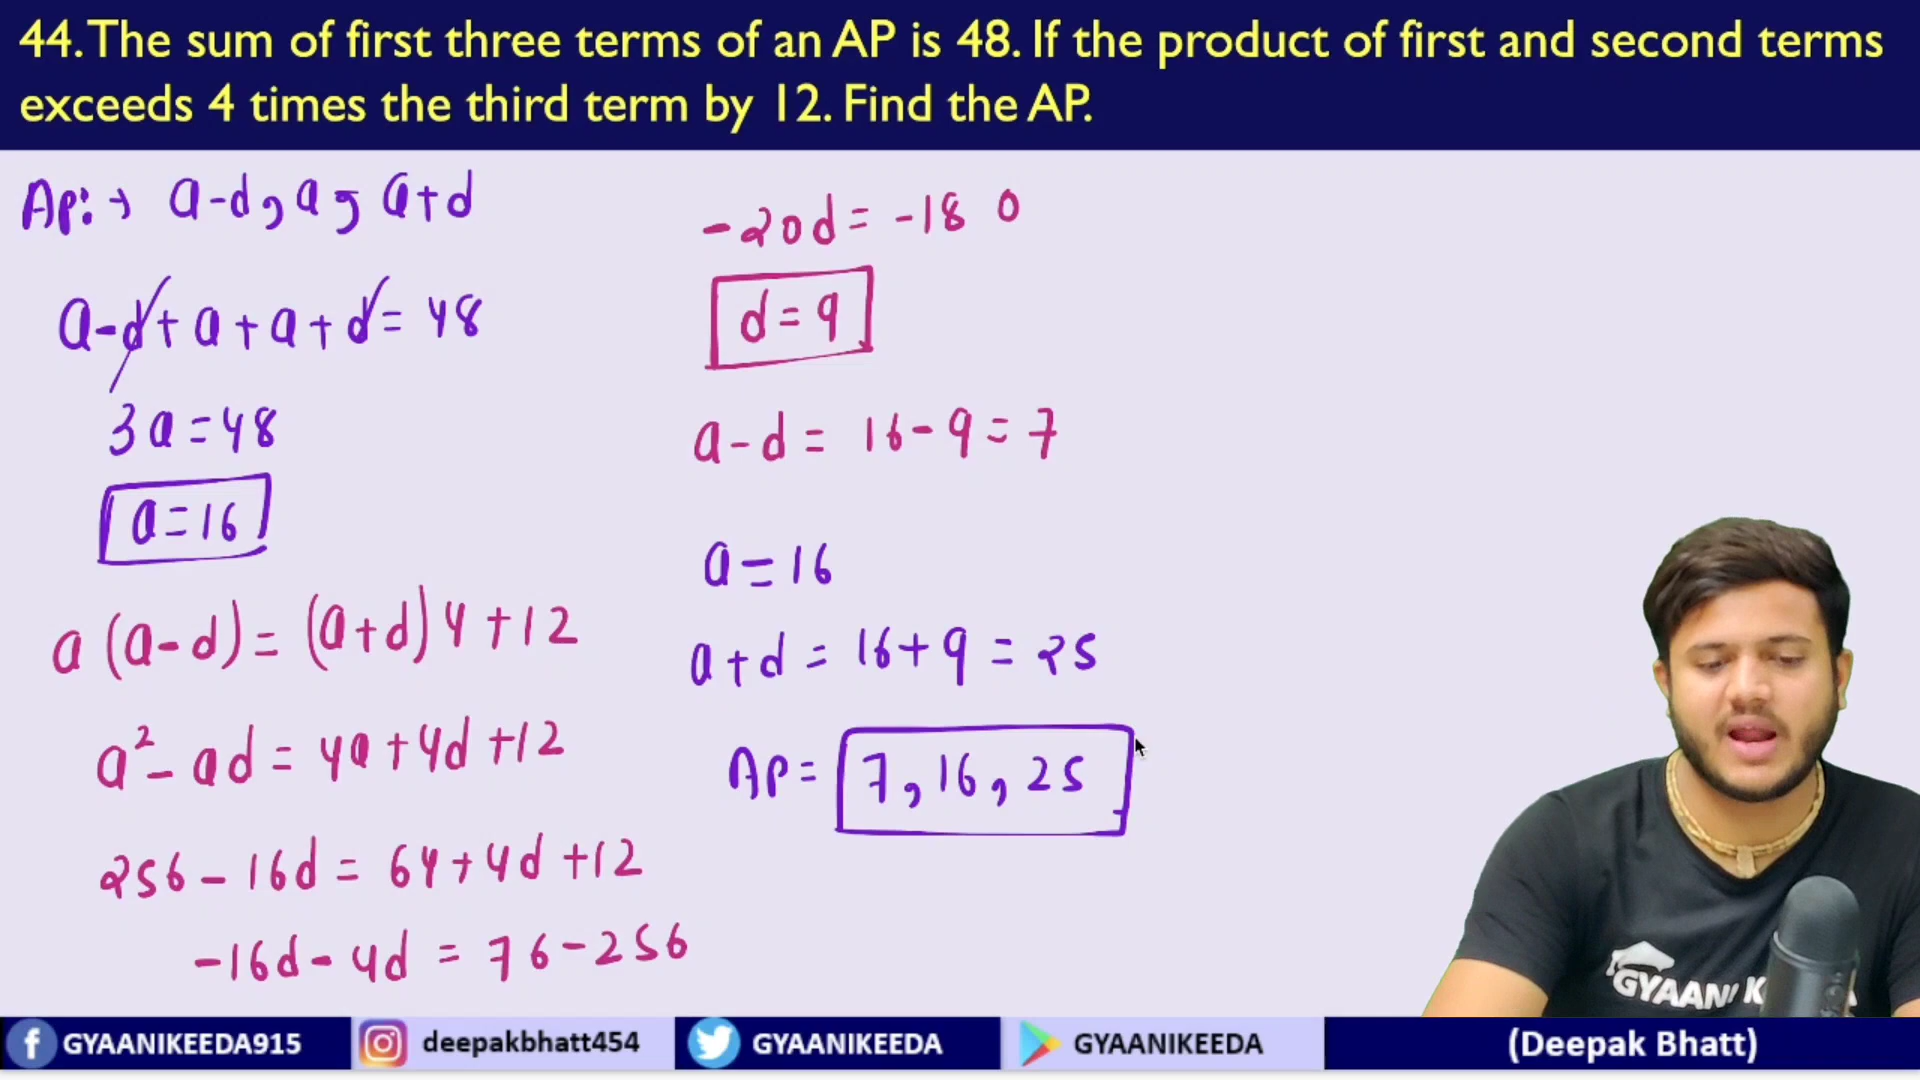 44. The sum of first three terms of an AP is 48. If the product of first and second terms
exceeds 4 times the third term by 12. Find the AP.
Ap: → a-d, a, a+d
a-d+a+a+d=48
3a=48
a=16
a(a-d)=(a+d)4+12
a²-ad=4a+4d+12
256-16d=64+4d+12
-16d-4d=76-256
-20d=-180
d=9
a-d=16-9=7
a=16
a+d=16+9=25
AP= 7, 16, 25
GYAANI K
GYAANIKEEDA915 deepakbhatt454 GYAANIKEEDA GYAANIKEEDA (Deepak Bhatt)